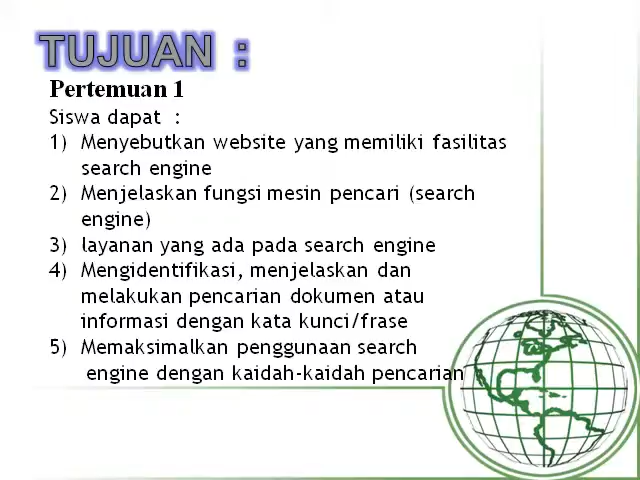 TUJUAN :
Pertemuan 1
Siswa dapat :
1) Menyebutkan website yang memiliki fasilitas
search engine
2) Menjelaskan fungsi mesin pencari (search
engine)
3) layanan yang ada pada search engine
4) Mengidentifikasi, menjelaskan dan
melakukan pencarian dokumen atau
informasi dengan kata kunci/frase
5) Memaksimalkan penggunaan search
engine dengan kaidah-kaidah pencarian